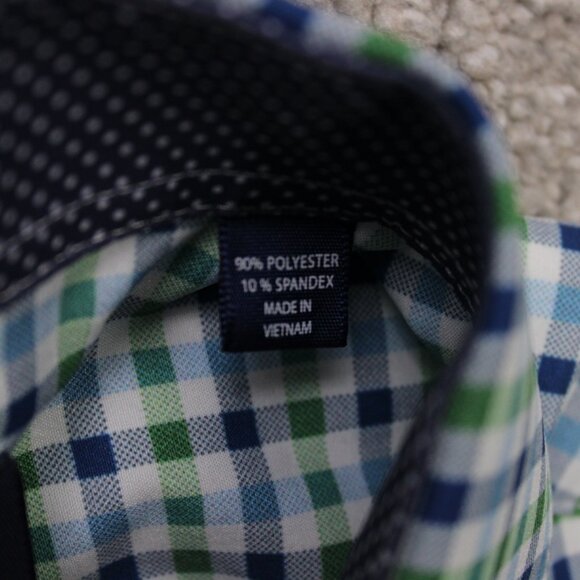 90% POLYESTER
10 % SPANDEX
MADE IN
VIETNAM